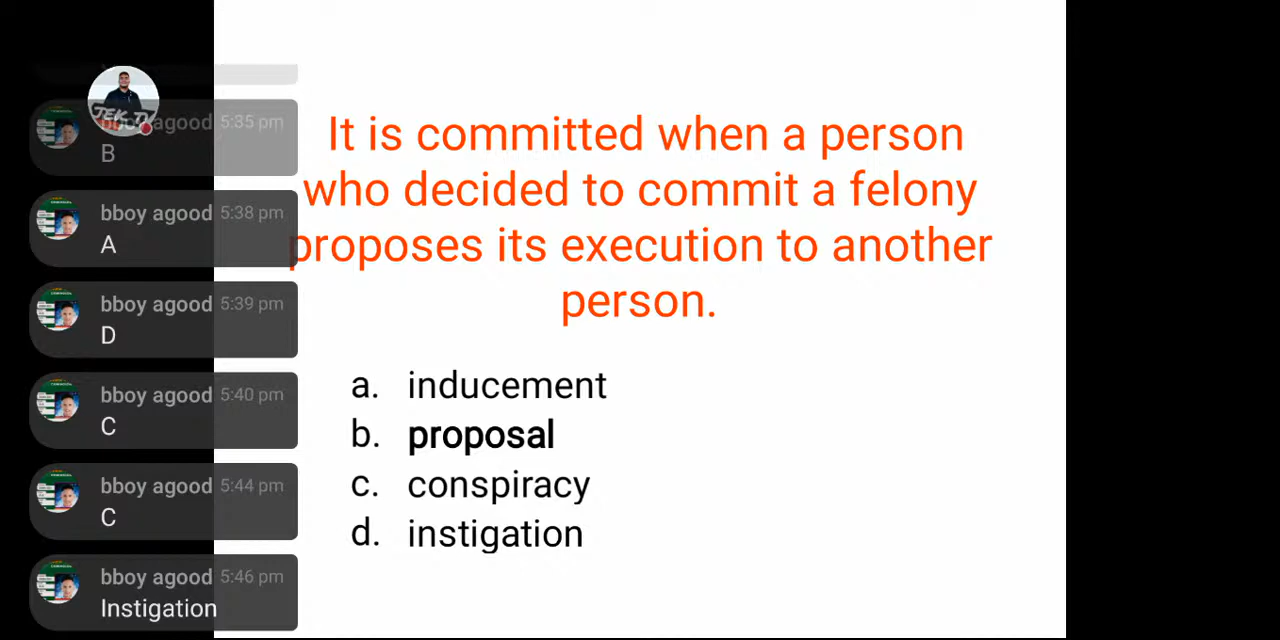 It is committed when a person
who decided to commit a felony
proposes its execution to another
person.
a. inducement
b. proposal
c. conspiracy
d. instigation
TEK TV
agood 5:35 pm
B
bboy agood 5:38 pm
A
bboy agood 5:39 pm
D
bboy agood 5:40 pm
C
bboy agood 5:44 pm
C
bboy agood 5:46 pm
Instigation